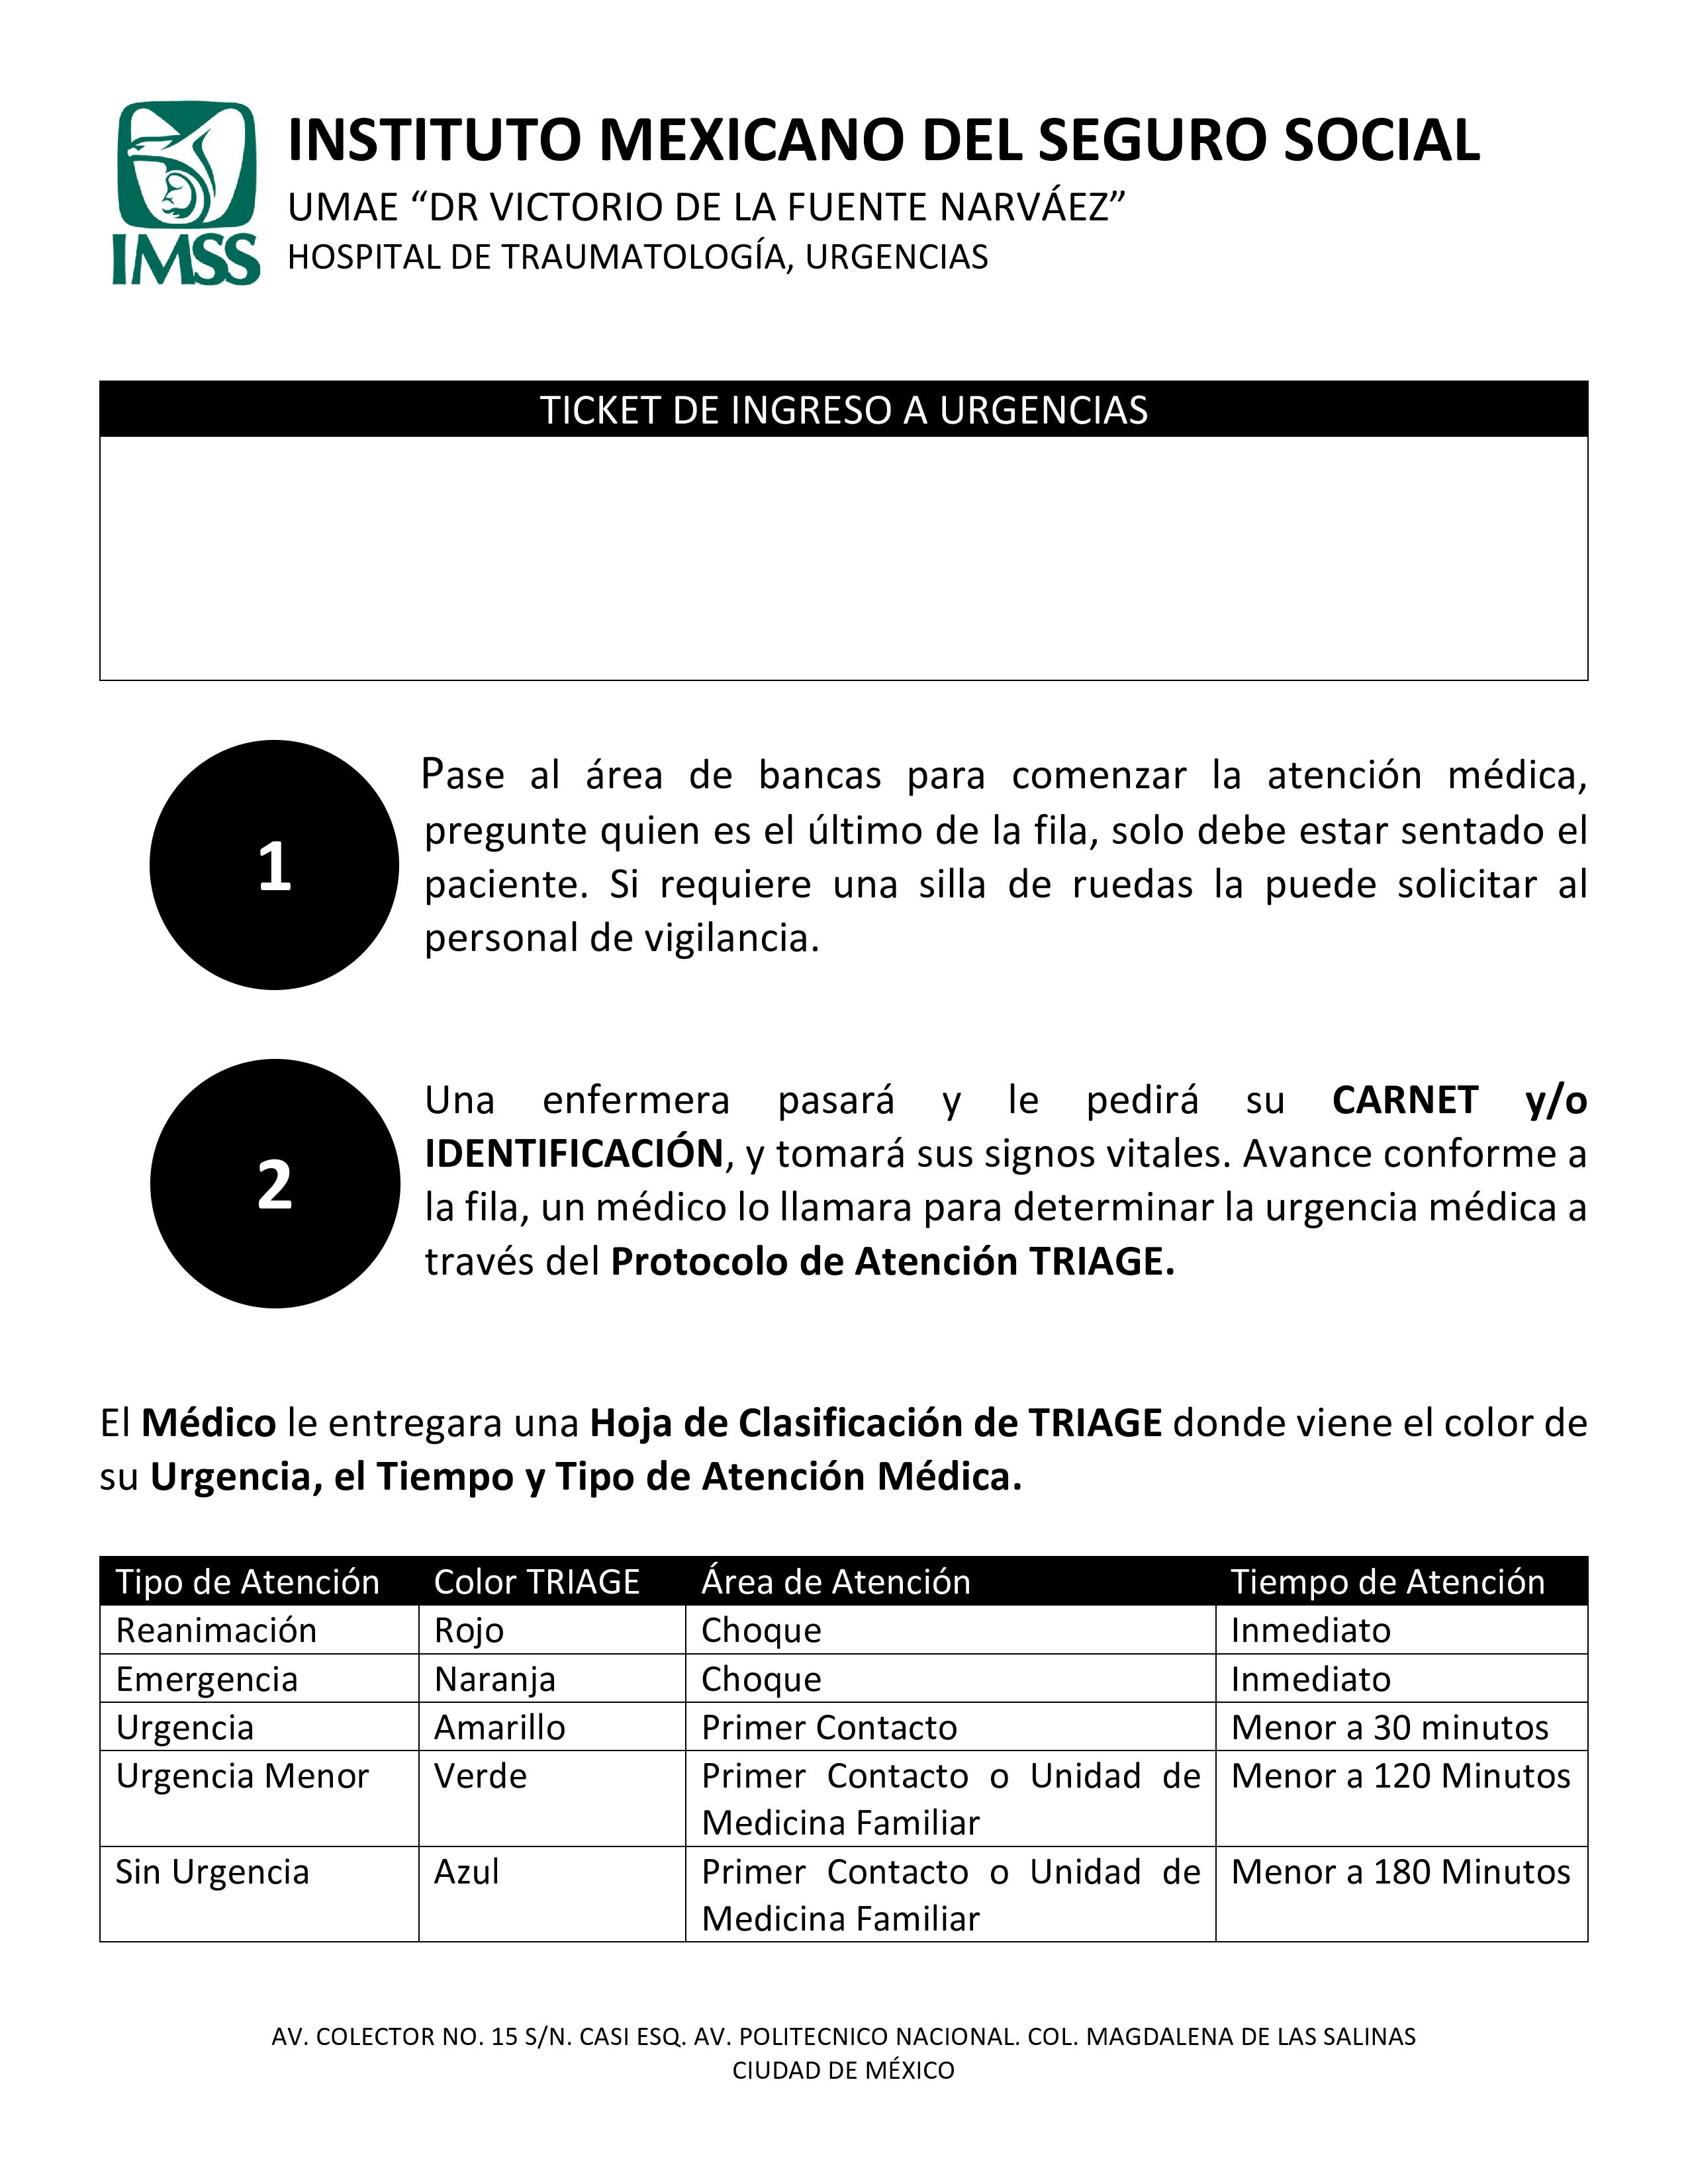 IMSS
INSTITUTO MEXICANO DEL SEGURO SOCIAL
UMAE “DR VICTORIO DE LA FUENTE NARVÁEZ”
HOSPITAL DE TRAUMATOLOGÍA, URGENCIAS
TICKET DE INGRESO A URGENCIAS
1
Pase al área de bancas para comenzar la atención médica,
pregunte quien es el último de la fila, solo debe estar sentado el
paciente. Si requiere una silla de ruedas la puede solicitar al
personal de vigilancia.
2
Una enfermera pasará y le pedirá su CARNET y/o
IDENTIFICACIÓN, y tomará sus signos vitales. Avance conforme a
la fila, un médico lo llamara para determinar la urgencia médica a
través del Protocolo de Atención TRIAGE.
El Médico le entregara una Hoja de Clasificación de TRIAGE donde viene el color de
su Urgencia, el Tiempo y Tipo de Atención Médica.
Tipo de Atención Color TRIAGE Área de Atención Tiempo de Atención
Reanimación Rojo Choque Inmediato
Emergencia Naranja Choque Inmediato
Urgencia Amarillo Primer Contacto Menor a 30 minutos
Urgencia Menor Verde Primer Contacto o Unidad de Menor a 120 Minutos
Medicina Familiar
Sin Urgencia Azul Primer Contacto o Unidad de Menor a 180 Minutos
Medicina Familiar
AV. COLECTOR NO. 15 S/N. CASI ESQ. AV. POLITECNICO NACIONAL. COL. MAGDALENA DE LAS SALINAS
CIUDAD DE MÉXICO